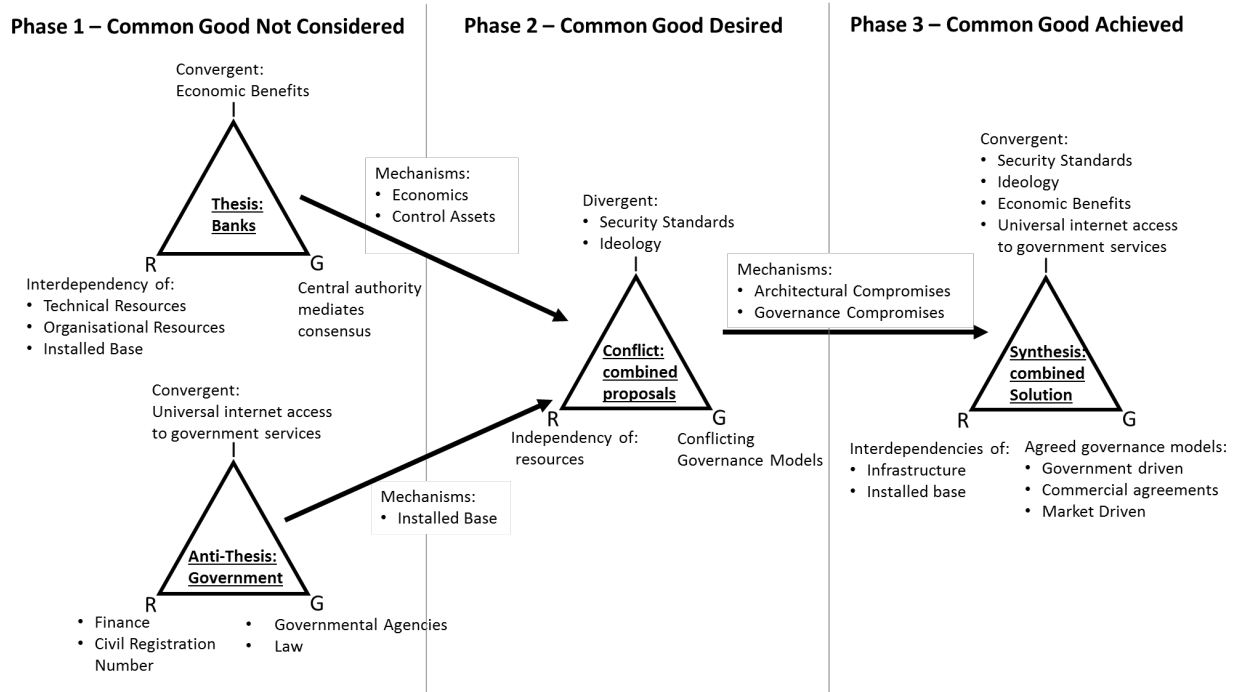 Phase 1 – Common Good Not Considered
Convergent:
Economic Benefits
I
Thesis:
Banks
R
G
Interdependency of:
• Technical Resources
• Organisational Resources
• Installed Base
Central authority
mediates
consensus
Mechanisms:
• Economics
• Control Assets
Convergent:
Universal internet access
to government services
I
Anti-Thesis:
Government
R
G
• Finance
• Civil Registration
Number
• Governmental Agencies
• Law
Mechanisms:
• Installed Base
Phase 2 – Common Good Desired
Divergent:
• Security Standards
• Ideology
I
Conflict:
combined
proposals
R
G
Independency of:
resources
Conflicting
Governance Models
Mechanisms:
• Architectural Compromises
• Governance Compromises
Phase 3 – Common Good Achieved
Convergent:
• Security Standards
• Ideology
• Economic Benefits
• Universal internet access
to government services
I
Synthesis:
combined
Solution
R
G
Interdependencies of:
• Infrastructure
• Installed base
Agreed governance models:
• Government driven
• Commercial agreements
• Market Driven